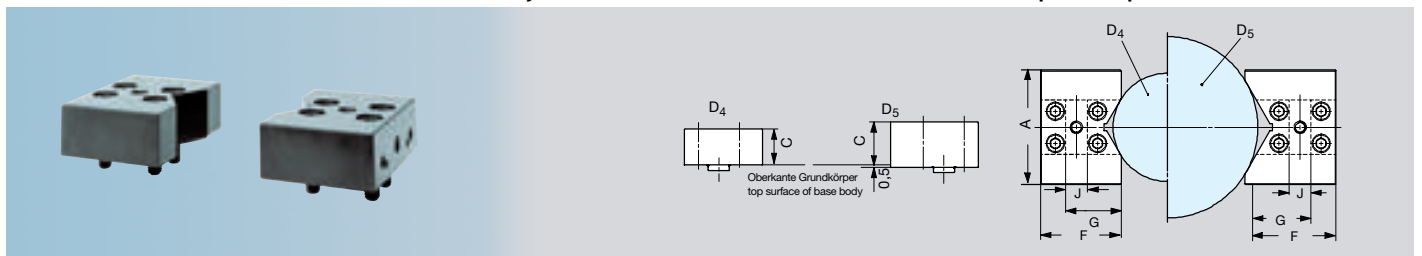 D4
D5
C
C
0,5
Oberkante Grundkörper
top surface of base body
D4
D5
A
J
G
F
J
G
F